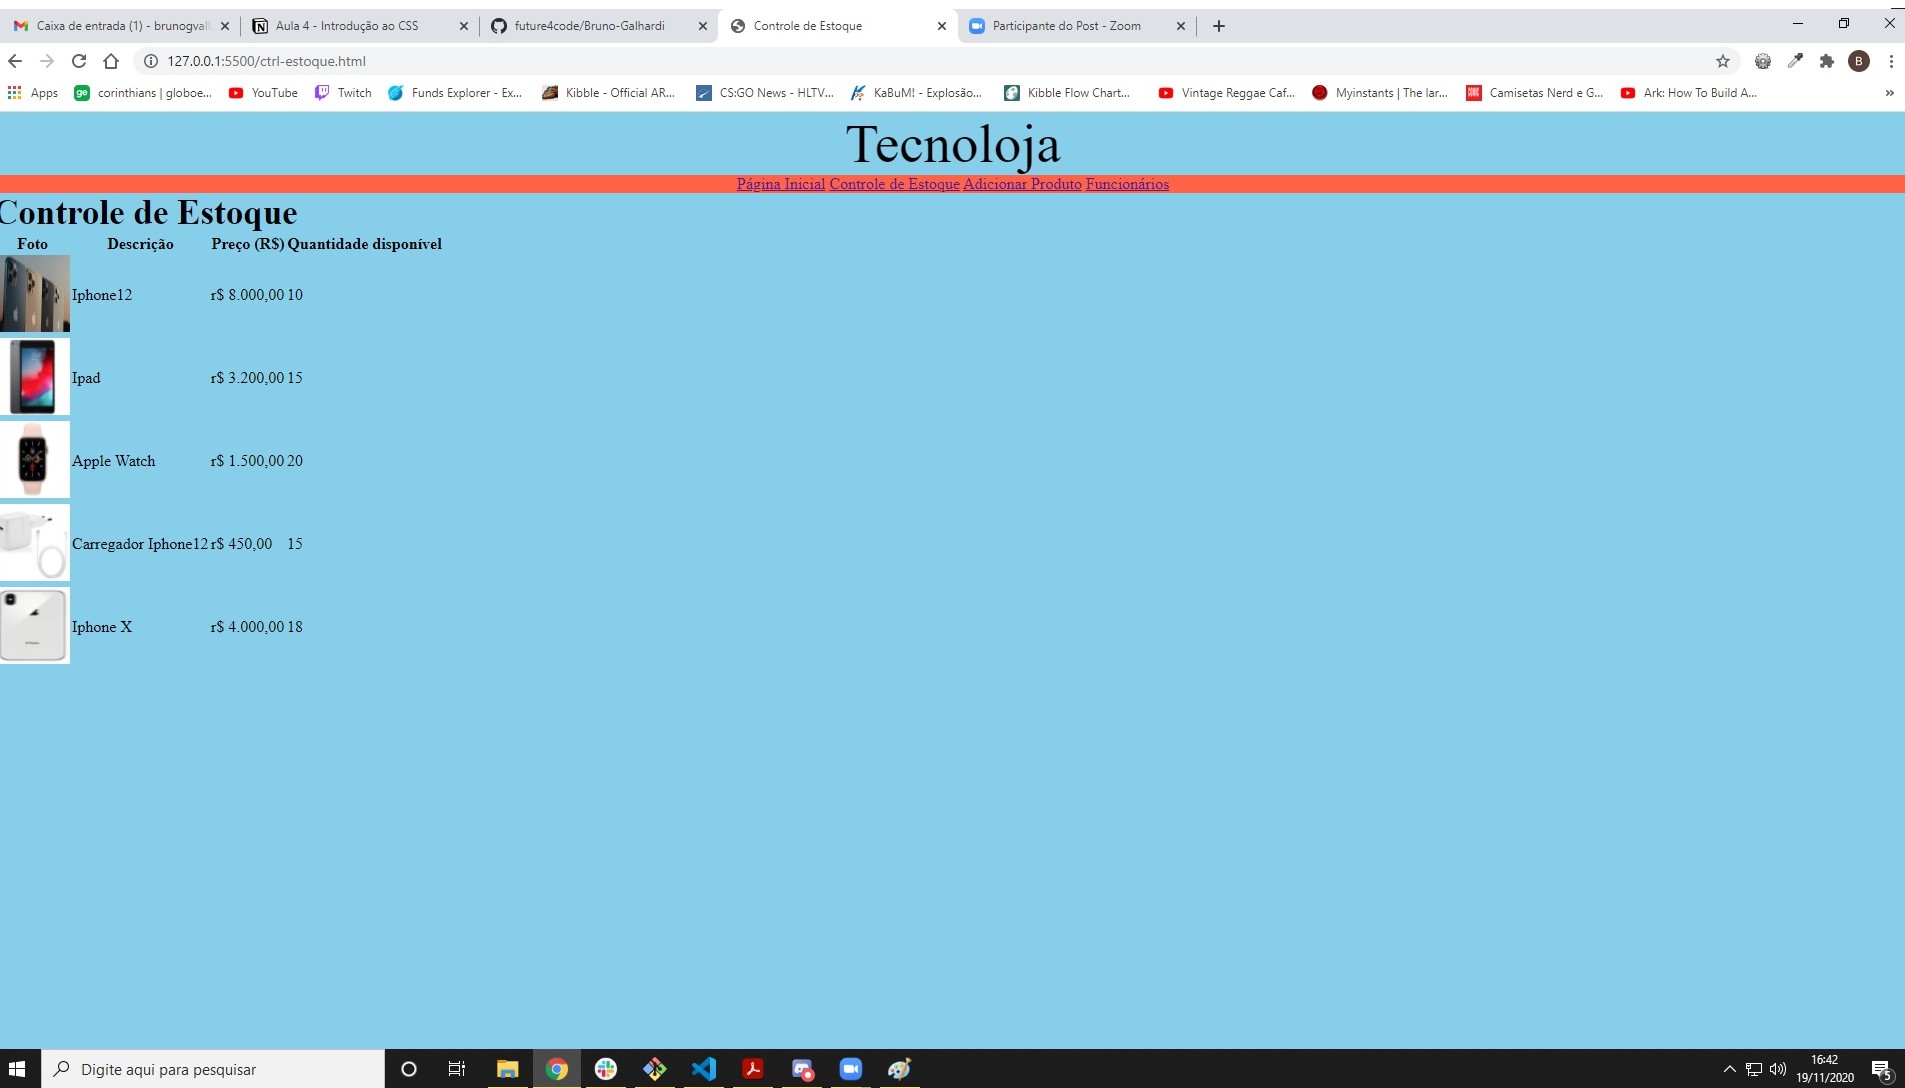 Caixa de entrada (1) - brunogval
Aula 4 - Introdução ao CSS
future4code/Bruno-Galhardi
Controle de Estoque
Participante do Post - Zoom
127.0.0.1:5500/ctrl-estoque.html
B
Apps
ge
corinthians | globoe...
YouTube
Twitch
Funds Explorer - Ex...
Kibble - Official AR...
CS:GO News - HLTV...
KaBuM! - Explosão...
Kibble Flow Chart...
Vintage Reggae Caf...
Myinstants | The lar...
Camisetas Nerd e G...
Ark: How To Build A...
»
Tecnoloja
Página Inicial Controle de Estoque Adicionar Produto Funcionários
Controle de Estoque
Foto Descrição Preço (R$) Quantidade disponível
Iphone12 r$ 8.000,00 10
Ipad r$ 3.200,00 15
Apple Watch r$ 1.500,00 20
Carregador Iphone12 r$ 450,00 15
Iphone X r$ 4.000,00 18
Digite aqui para pesquisar
16:42
19/11/2020
5